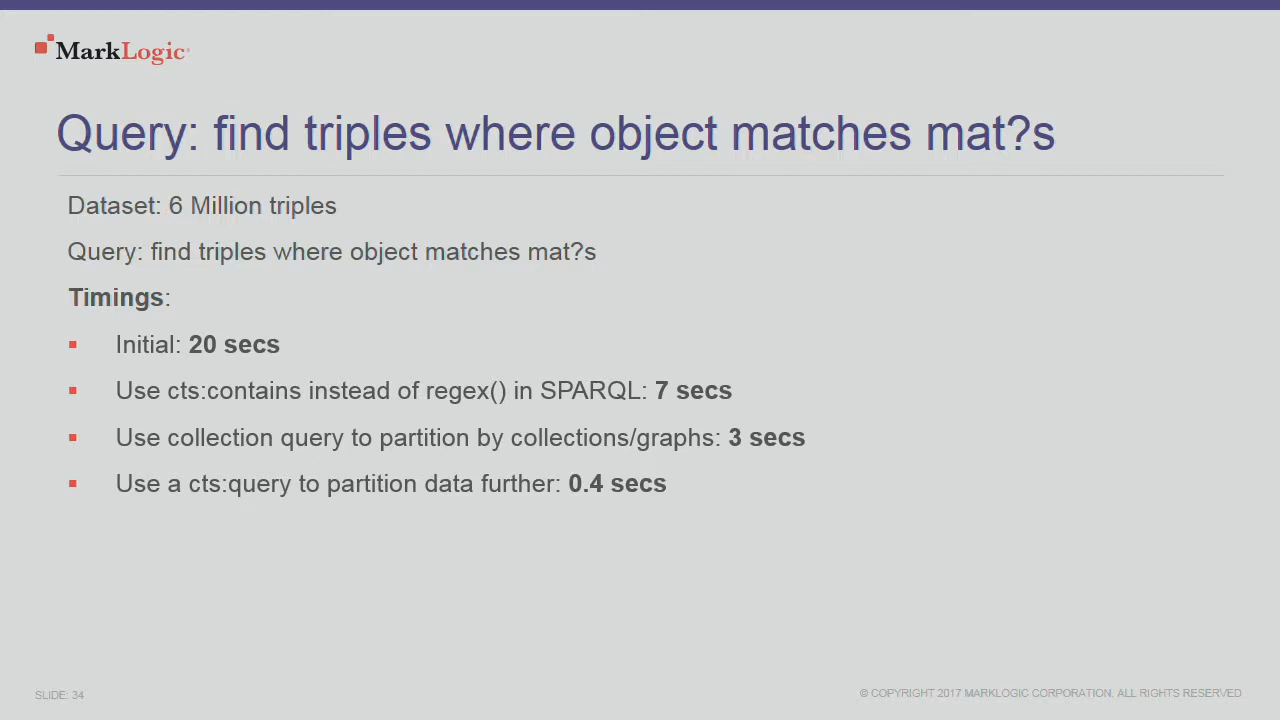 MarkLogic
Query: find triples where object matches mat?s
Dataset: 6 Million triples
Query: find triples where object matches mat?s
Timings:
Initial: 20 secs
Use cts:contains instead of regex() in SPARQL: 7 secs
Use collection query to partition by collections/graphs: 3 secs
Use a cts:query to partition data further: 0.4 secs
SLIDE: 34
© COPYRIGHT 2017 MARKLOGIC CORPORATION. ALL RIGHTS RESERVED